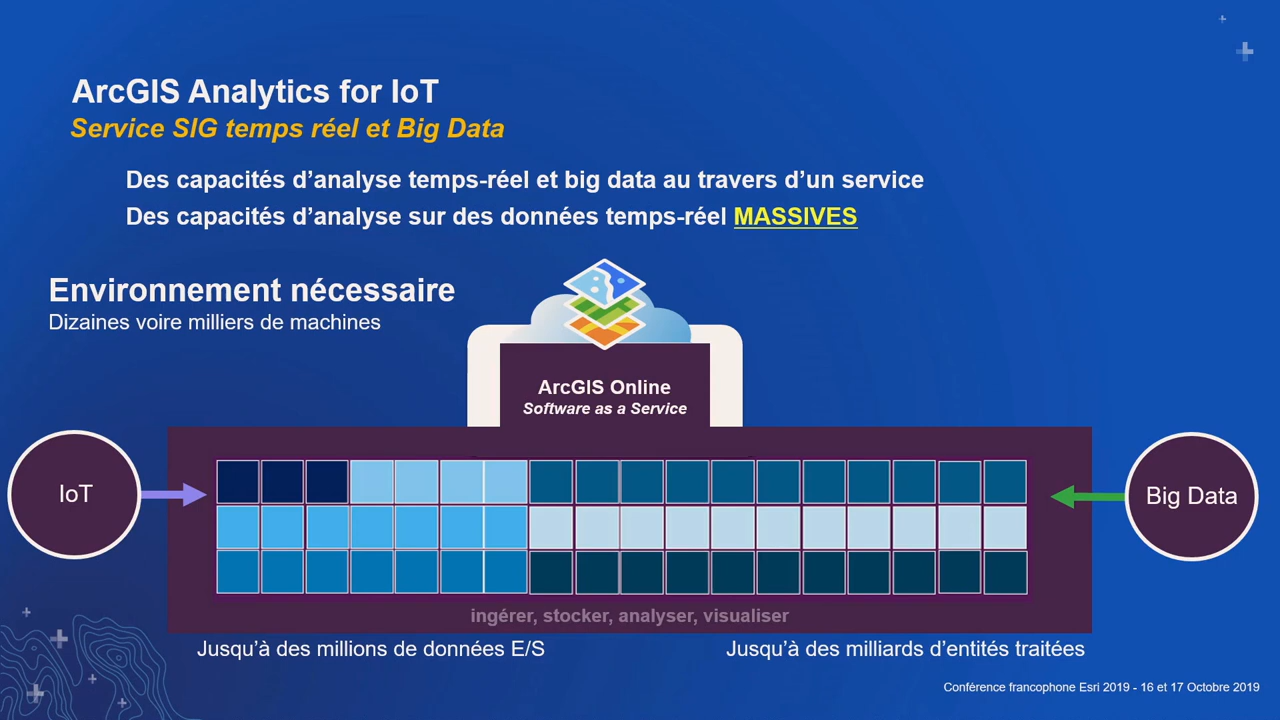 ArcGIS Analytics for IoT
Service SIG temps réel et Big Data
Des capacités d’analyse temps-réel et big data au travers d’un service
Des capacités d’analyse sur des données temps-réel MASSIVES
Environnement nécessaire
Dizaines voire milliers de machines
ArcGIS Online
Software as a Service
IoT
Big Data
ingérer, stocker, analyser, visualiser
Jusqu’à des millions de données E/S
Jusqu’à des milliards d’entités traitées
Conférence francophone Esri 2019 - 16 et 17 Octobre 2019